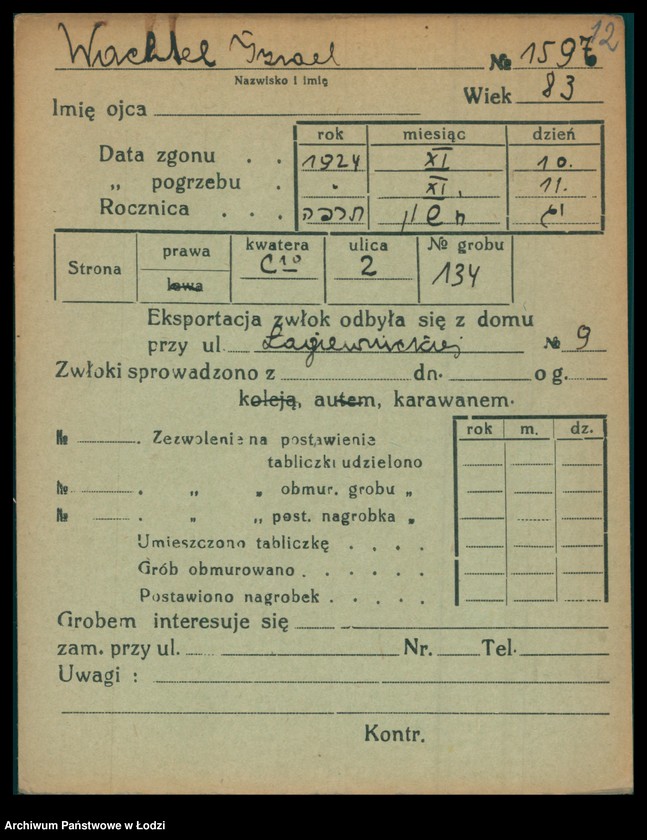 12
Wachtel Izrael № 1597
Nazwisko i imię
Wiek 83
Imię ojca
rok miesiąc dzień
Data zgonu . . 1924 XI 10.
„ pogrzebu . " XI. 11.
Rocznica . . . תרפה חשון יג
Strona prawa lewa kwatera C10 ulica 2 № grobu 134
Eksportacja zwłok odbyła się z domu
przy ul. Łagiewnickiej № 9
Zwłoki sprowadzono z dn. o g.
koleją, autem, karawanem.
rok m. dz.
№ . Zezwolenie na postawienie
tabliczki udzielono
№ . „ „ obmur. grobu „
№ . „ „ post. nagrobka „
Umieszczono tabliczkę . . . .
Grób obmurowano . . . . . .
Postawiono nagrobek . . . . .
Grobem interesuje się
zam. przy ul. Nr. Tel.
Uwagi :
Kontr.
Archiwum Państwowe w Łodzi